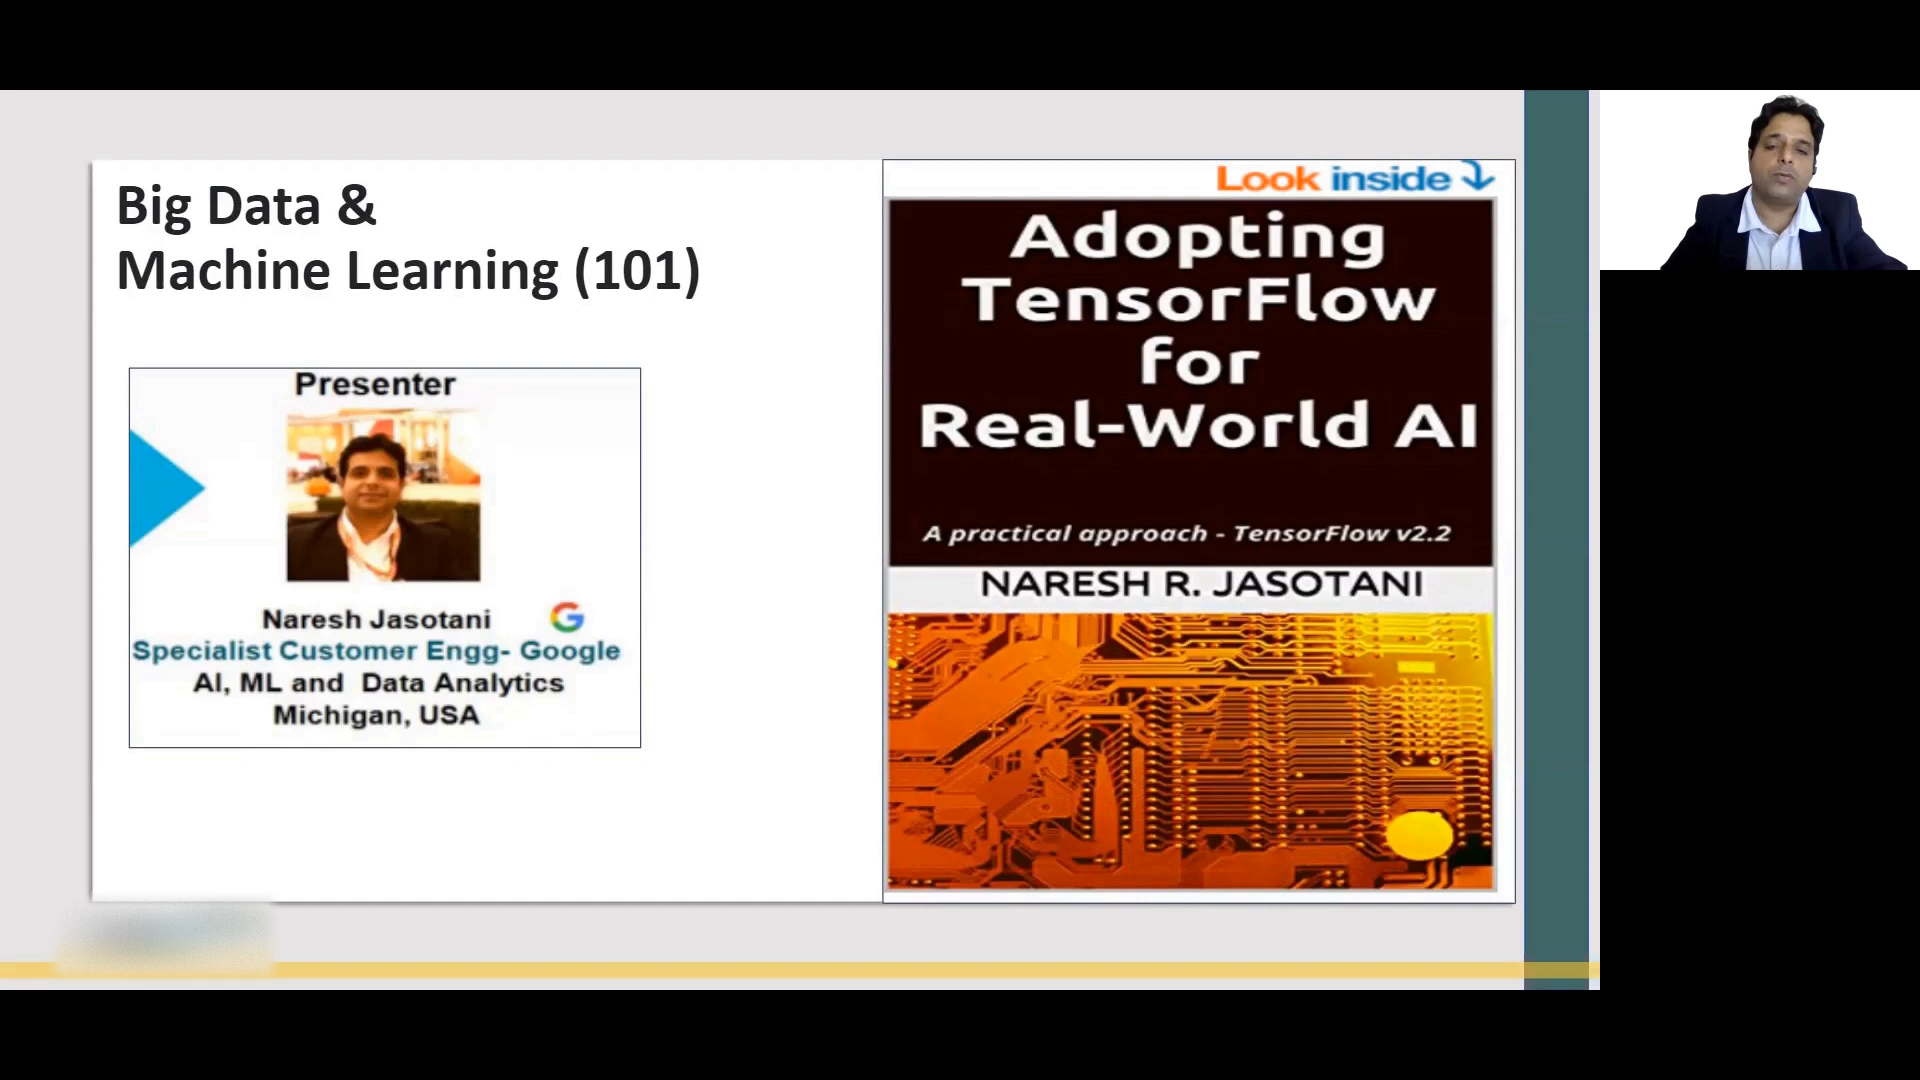 Big Data &
Machine Learning (101)
Presenter
Naresh Jasotani
Specialist Customer Engg- Google
AI, ML and Data Analytics
Michigan, USA
Look inside
Adopting
TensorFlow
for
Real-World AI
A practical approach - TensorFlow v2.2
NARESH R. JASOTANI